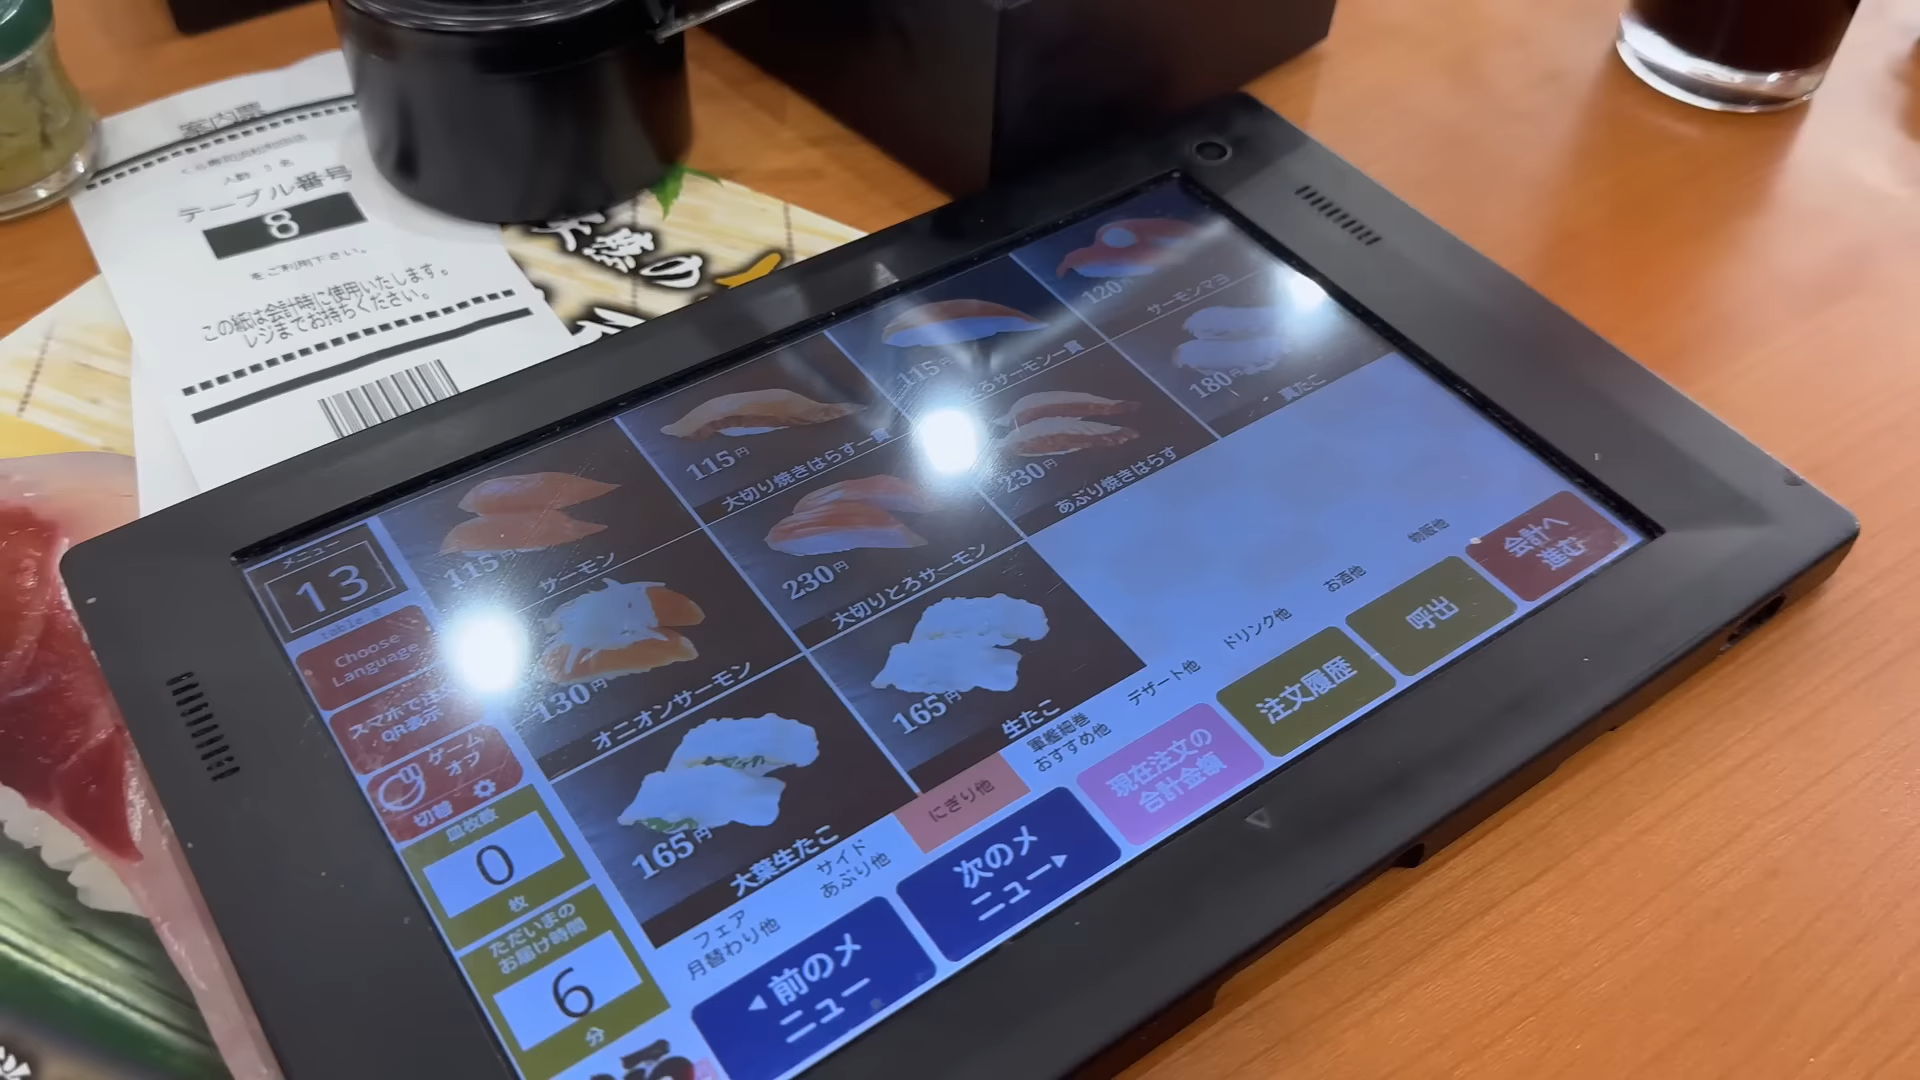 案内票
テーブル番号
8
をご利用下さい。
この紙は会計時に使用いたします。
レジまでお持ちください。
メニュー
13
Choose
Language
QR表示
ゲーム
オフ
切替
皿枚数
0
枚
ただいまの
お届け時間
6
分
115円
サーモン
115円
大切り焼きはらす一貫
115円
とろサーモン一貫
120
サーモンマヨ
130円
オニオンサーモン
230円
大切りとろサーモン
230円
あぶり焼きはらす
180円
真だこ
165円
大葉生たこ
165円
生たこ
フェア
月替わり他
サイド
あぶり他
にぎり他
軍艦細巻
おすすめ他
デザート他
ドリンク他
お酒他
物販他
◀前のメ
ニュー
次のメ
ニュー▶
現在注文の
合計金額
注文履歴
呼出
会計へ
進む